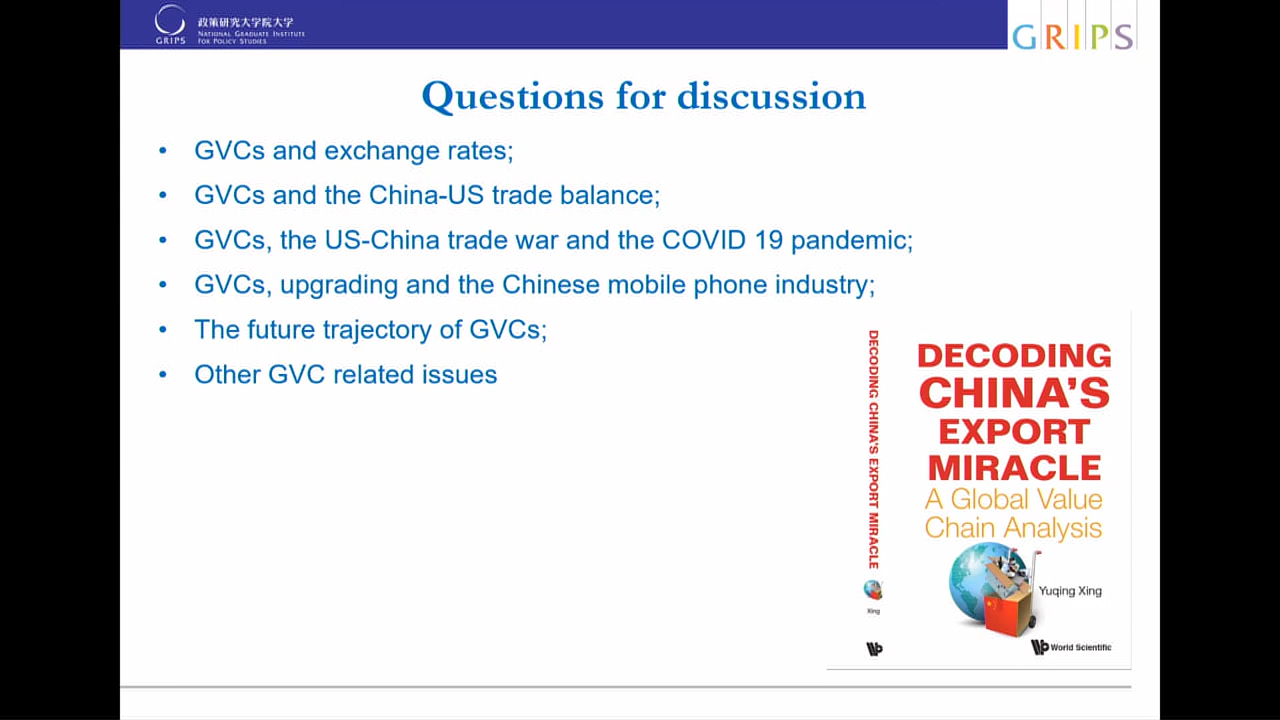 政策研究大学院大学
NATIONAL GRADUATE INSTITUTE
FOR POLICY STUDIES
GRIPS
GRIPS
Questions for discussion
• GVCs and exchange rates;
• GVCs and the China-US trade balance;
• GVCs, the US-China trade war and the COVID 19 pandemic;
• GVCs, upgrading and the Chinese mobile phone industry;
• The future trajectory of GVCs;
• Other GVC related issues
DECODING CHINA'S EXPORT MIRACLE
Xing
DECODING
CHINA'S
EXPORT
MIRACLE
A Global Value
Chain Analysis
Yuqing Xing
World Scientific